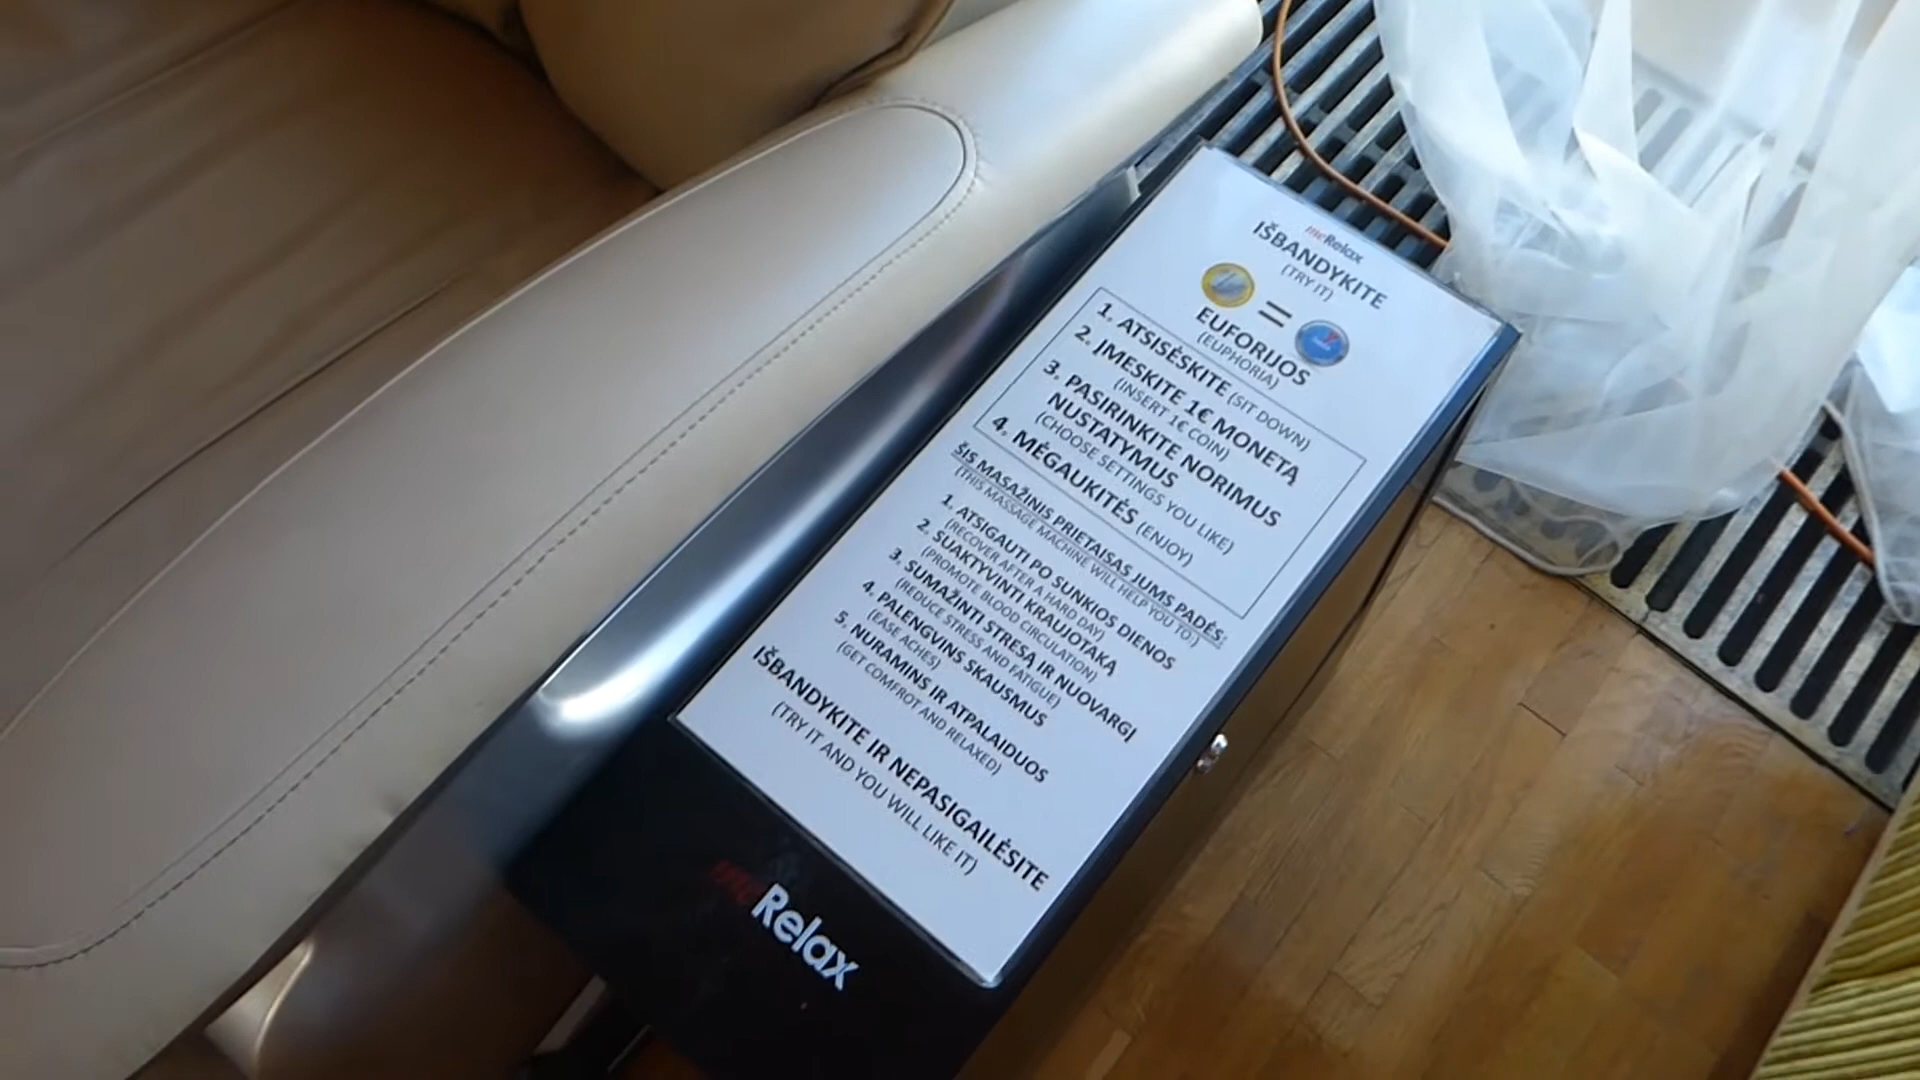 meRelax
IŠBANDYKITE
(TRY IT)
=
EUFORIJOS
(EUPHORIA)
1. ATSISĖSKITE (SIT DOWN)
2. ĮMESKITE 1€ MONETĄ
(INSERT 1€ COIN)
3. PASIRINKITE NORIMUS
NUSTATYMUS
(CHOOSE SETTINGS YOU LIKE)
4. MĖGAUKITĖS (ENJOY)
ŠIS MASAŽINIS PRIETAISAS JUMS PADĖS:
(THIS MASSAGE MACHINE WILL HELP YOU TO)
1. ATSIGAUTI PO SUNKIOS DIENOS
(RECOVER AFTER A HARD DAY)
2. SUAKTYVINTI KRAUJOTAKĄ
(PROMOTE BLOOD CIRCULATION)
3. SUMAŽINTI STRESĄ IR NUOVARGĮ
(REDUCE STRESS AND FATIGUE)
4. PALENGVINS SKAUSMUS
(EASE ACHES)
5. NURAMINS IR ATPALAIDUOS
(GET COMFROT AND RELAXED)
IŠBANDYKITE IR NEPASIGAILĖSITE
(TRY IT AND YOU WILL LIKE IT)
meRelax